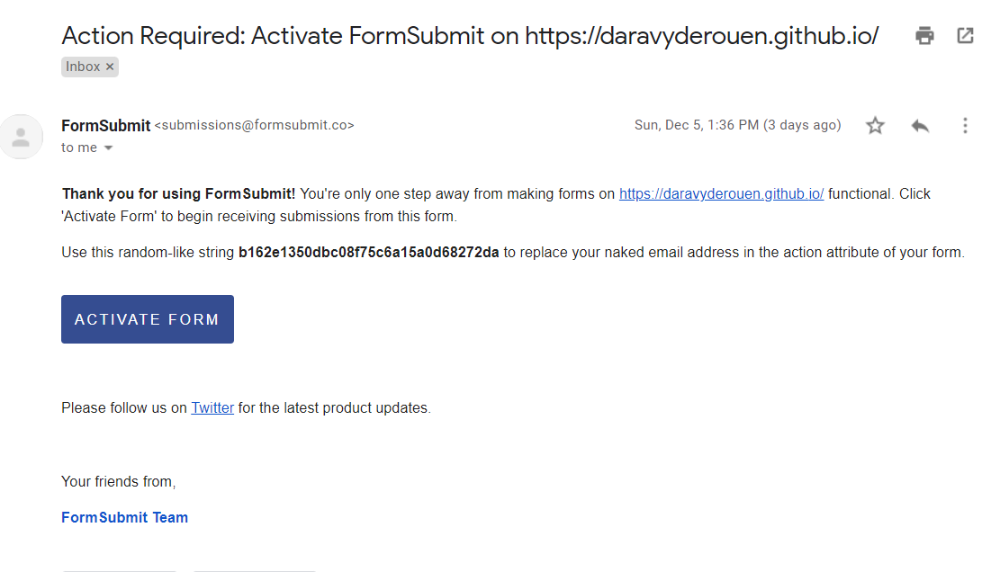 Action Required: Activate FormSubmit on https://daravyderouen.github.io/
Inbox ×
FormSubmit <submissions@formsubmit.co>
Sun, Dec 5, 1:36 PM (3 days ago)
to me
Thank you for using FormSubmit! You're only one step away from making forms on https://daravyderouen.github.io/ functional. Click
'Activate Form' to begin receiving submissions from this form.
Use this random-like string b162e1350dbc08f75c6a15a0d68272da to replace your naked email address in the action attribute of your form.
ACTIVATE FORM
Please follow us on Twitter for the latest product updates.
Your friends from,
FormSubmit Team